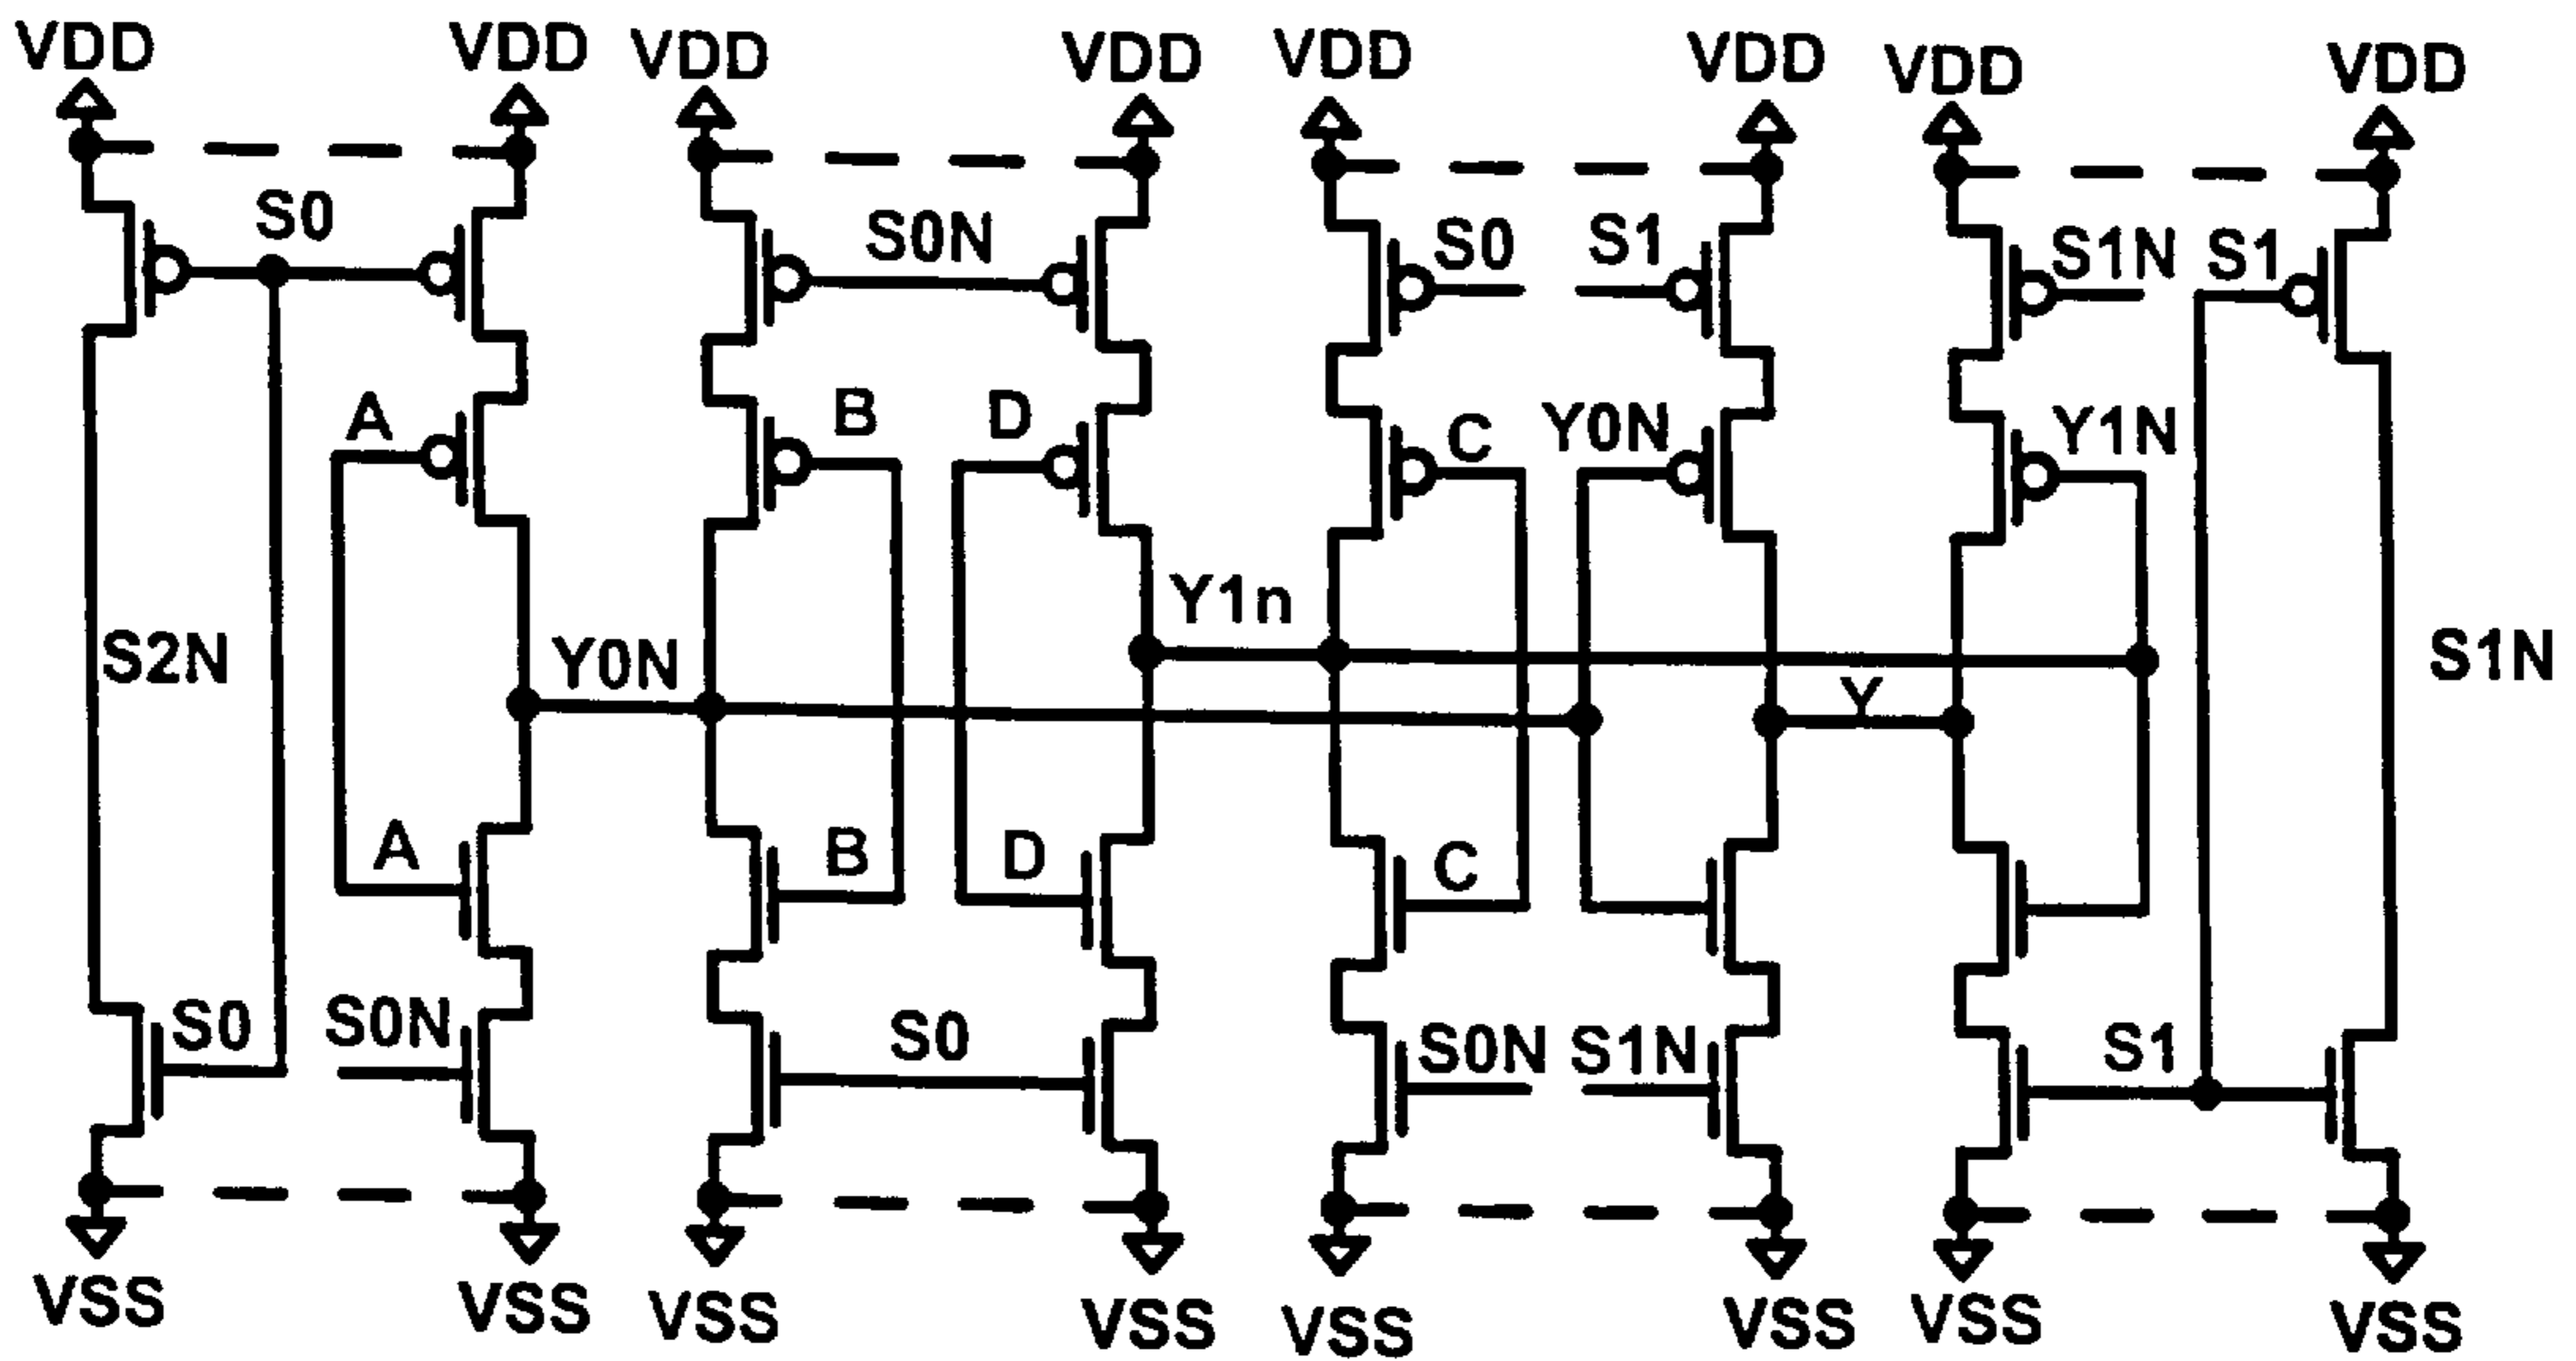 VDD VDD VDD VDD VDD VDD VDD VDD
S0 S0N S0 S1 S1N S1
A B D C Y0N Y1N
Y1n
S2N Y0N Y S1N
A B D C
S0 S0N S0 S0N S1N S1
VSS VSS VSS VSS VSS VSS VSS VSS